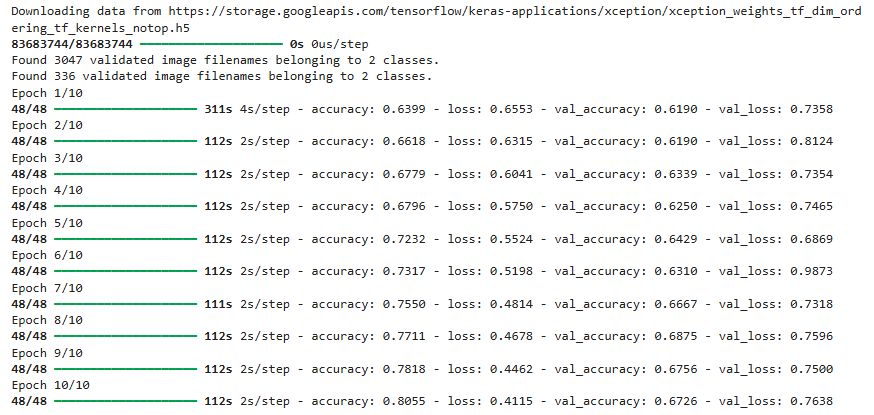 Downloading data from https://storage.googleapis.com/tensorflow/keras-applications/xception/xception_weights_tf_dim_ord
ering_tf_kernels_notop.h5
83683744/83683744 ━━━━━━━━━━━━━━━━━━━━ 0s 0us/step
Found 3047 validated image filenames belonging to 2 classes.
Found 336 validated image filenames belonging to 2 classes.
Epoch 1/10
48/48 ━━━━━━━━━━━━━━━━━━━━ 311s 4s/step - accuracy: 0.6399 - loss: 0.6553 - val_accuracy: 0.6190 - val_loss: 0.7358
Epoch 2/10
48/48 ━━━━━━━━━━━━━━━━━━━━ 112s 2s/step - accuracy: 0.6618 - loss: 0.6315 - val_accuracy: 0.6190 - val_loss: 0.8124
Epoch 3/10
48/48 ━━━━━━━━━━━━━━━━━━━━ 112s 2s/step - accuracy: 0.6779 - loss: 0.6041 - val_accuracy: 0.6339 - val_loss: 0.7354
Epoch 4/10
48/48 ━━━━━━━━━━━━━━━━━━━━ 112s 2s/step - accuracy: 0.6796 - loss: 0.5750 - val_accuracy: 0.6250 - val_loss: 0.7465
Epoch 5/10
48/48 ━━━━━━━━━━━━━━━━━━━━ 112s 2s/step - accuracy: 0.7232 - loss: 0.5524 - val_accuracy: 0.6429 - val_loss: 0.6869
Epoch 6/10
48/48 ━━━━━━━━━━━━━━━━━━━━ 112s 2s/step - accuracy: 0.7317 - loss: 0.5198 - val_accuracy: 0.6310 - val_loss: 0.9873
Epoch 7/10
48/48 ━━━━━━━━━━━━━━━━━━━━ 111s 2s/step - accuracy: 0.7550 - loss: 0.4814 - val_accuracy: 0.6667 - val_loss: 0.7318
Epoch 8/10
48/48 ━━━━━━━━━━━━━━━━━━━━ 112s 2s/step - accuracy: 0.7711 - loss: 0.4678 - val_accuracy: 0.6875 - val_loss: 0.7596
Epoch 9/10
48/48 ━━━━━━━━━━━━━━━━━━━━ 112s 2s/step - accuracy: 0.7818 - loss: 0.4462 - val_accuracy: 0.6756 - val_loss: 0.7500
Epoch 10/10
48/48 ━━━━━━━━━━━━━━━━━━━━ 112s 2s/step - accuracy: 0.8055 - loss: 0.4115 - val_accuracy: 0.6726 - val_loss: 0.7638